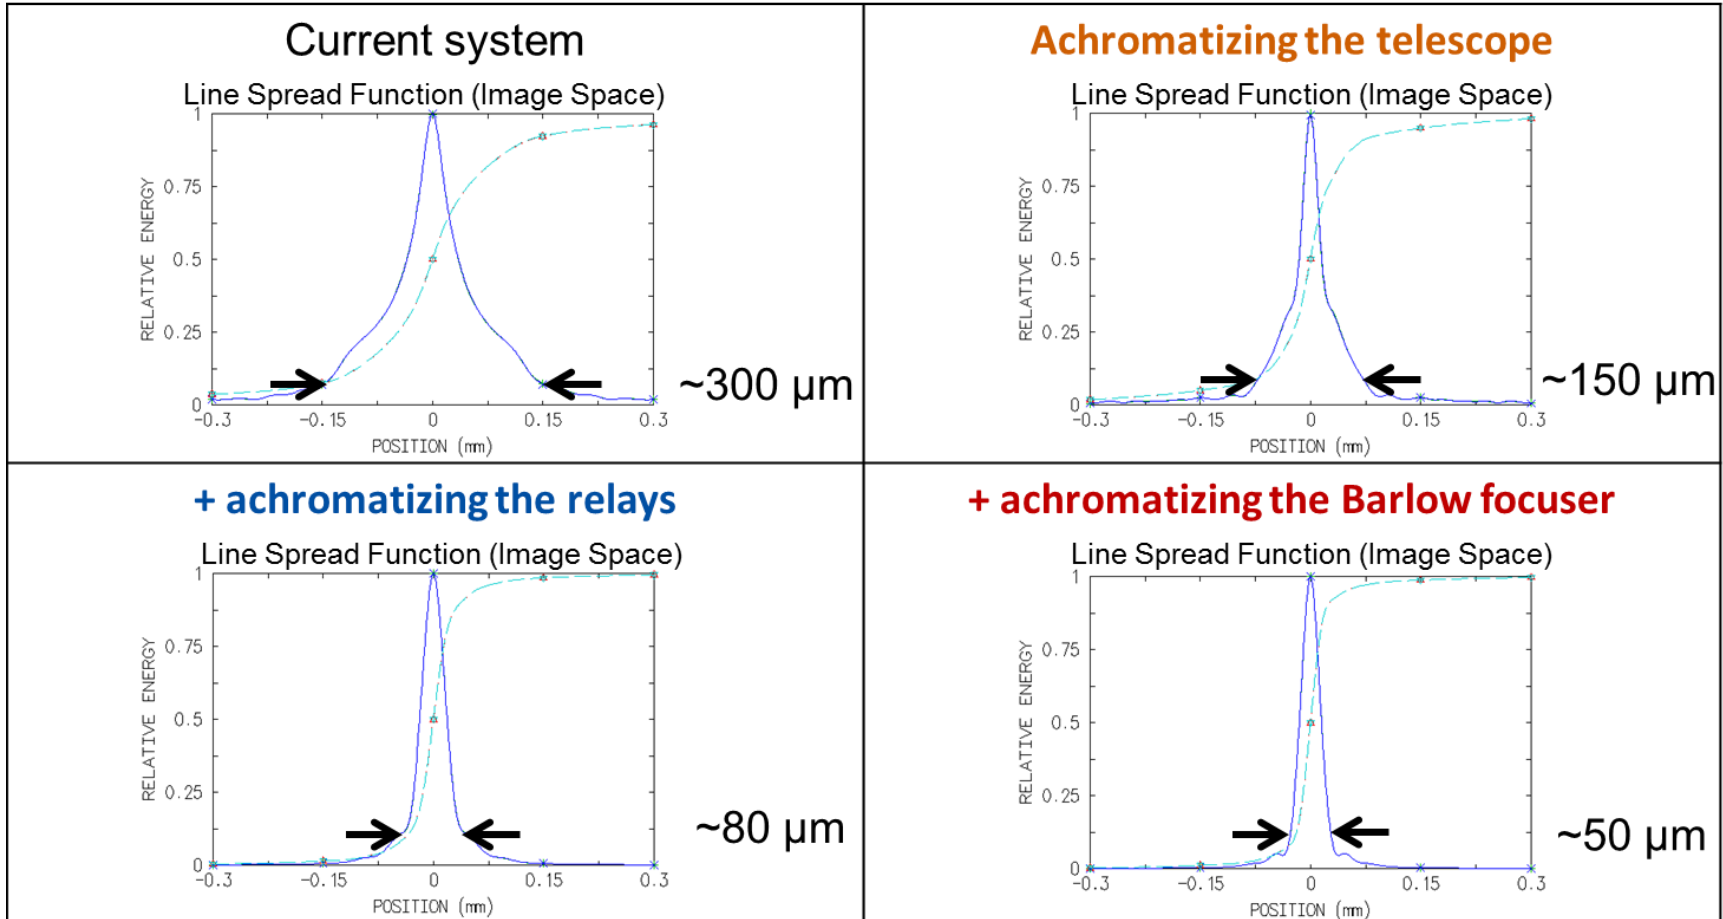 Current system
Line Spread Function (Image Space)
1
0.75
0.5
0.25
0
RELATIVE ENERGY
-0.3 -0.15 0 0.15 0.3
POSITION (mm)
~300 µm
Achromatizing the telescope
Line Spread Function (Image Space)
1
0.75
0.5
0.25
0
RELATIVE ENERGY
-0.3 -0.15 0 0.15 0.3
POSITION (mm)
~150 µm
+ achromatizing the relays
Line Spread Function (Image Space)
1
0.75
0.5
0.25
0
RELATIVE ENERGY
-0.3 -0.15 0 0.15 0.3
POSITION (mm)
~80 µm
+ achromatizing the Barlow focuser
Line Spread Function (Image Space)
1
0.75
0.5
0.25
0
RELATIVE ENERGY
-0.3 -0.15 0 0.15 0.3
POSITION (mm)
~50 µm